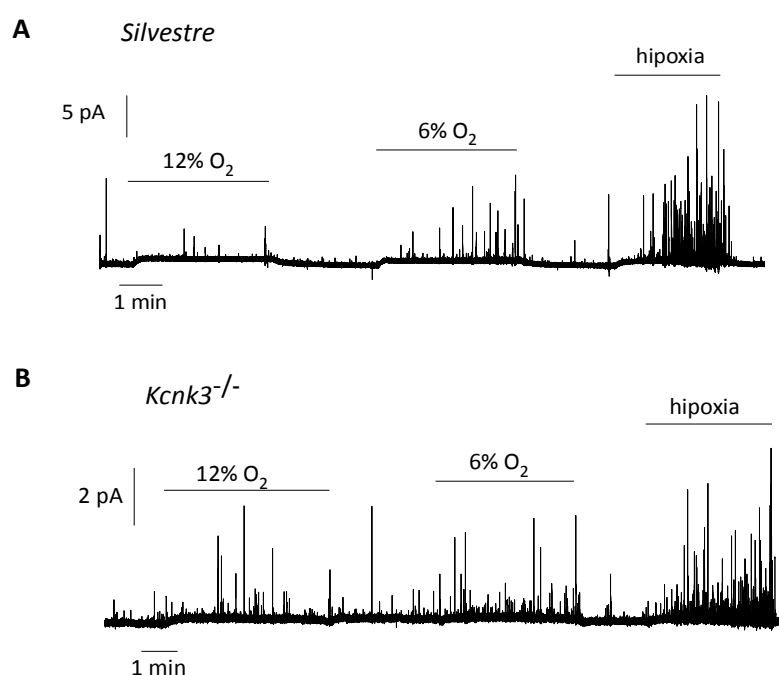 A
Silvestre
hipoxia
5 pA
6% O₂
12% O₂
1 min
B
Kcnk3⁻/⁻
hipoxia
6% O₂
12% O₂
2 pA
1 min